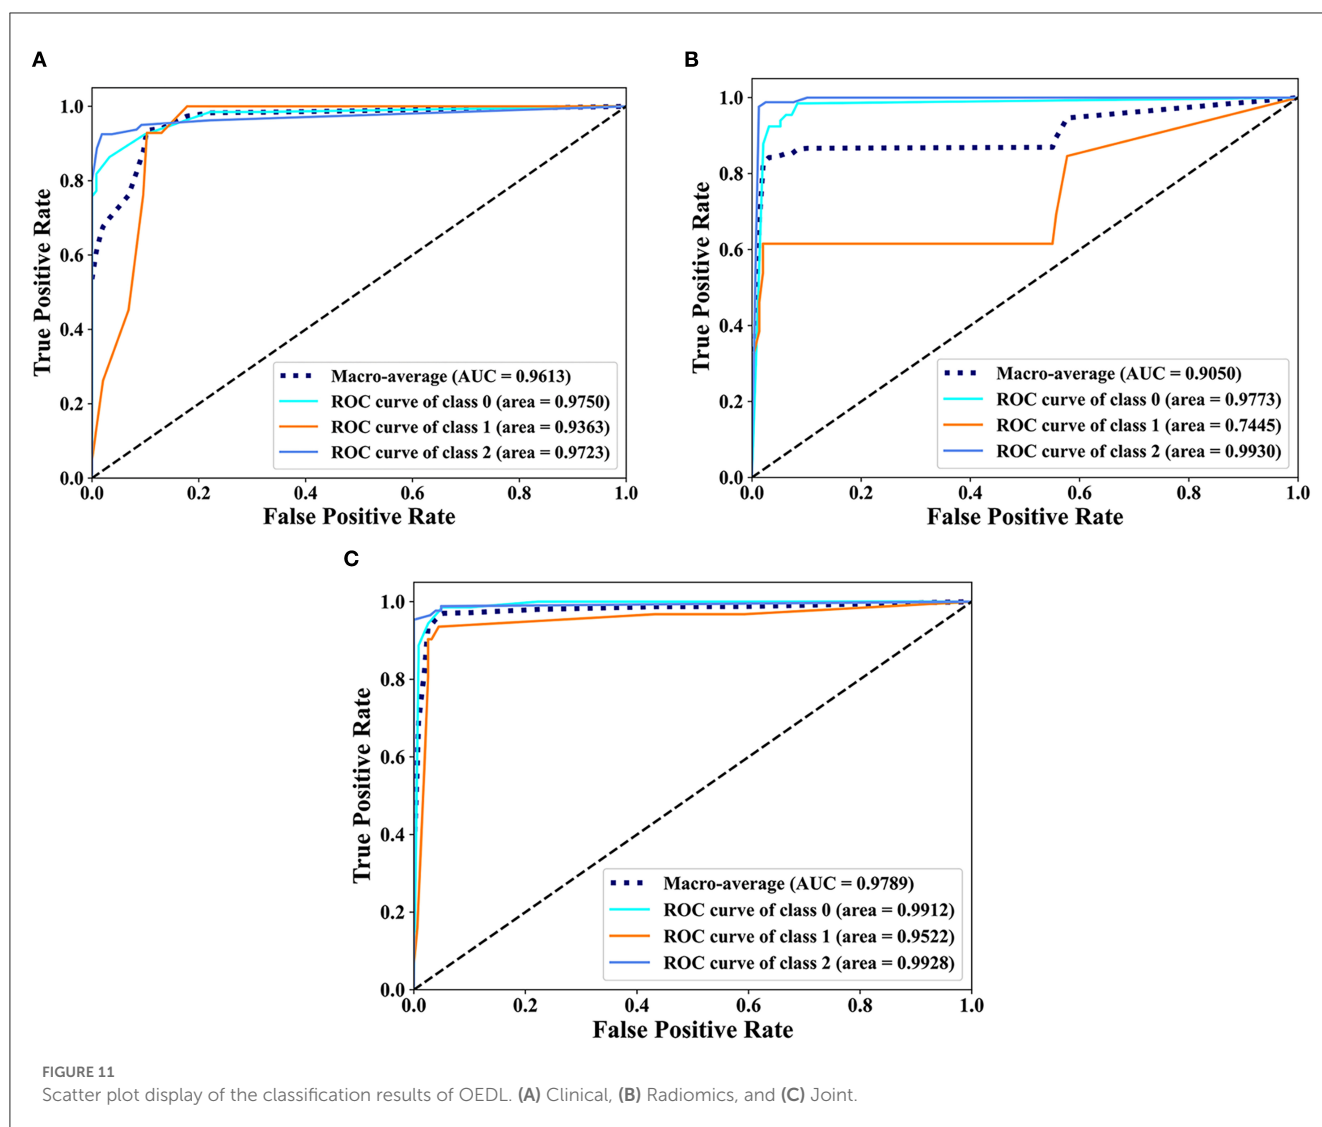 A
True Positive Rate
1.0
0.8
0.6
0.4
0.2
0.0
Macro-average (AUC = 0.9613)
ROC curve of class 0 (area = 0.9750)
ROC curve of class 1 (area = 0.9363)
ROC curve of class 2 (area = 0.9723)
0.0 0.2 0.4 0.6 0.8 1.0
False Positive Rate
B
True Positive Rate
1.0
0.8
0.6
0.4
0.2
0.0
Macro-average (AUC = 0.9050)
ROC curve of class 0 (area = 0.9773)
ROC curve of class 1 (area = 0.7445)
ROC curve of class 2 (area = 0.9930)
0.0 0.2 0.4 0.6 0.8 1.0
False Positive Rate
C
True Positive Rate
1.0
0.8
0.6
0.4
0.2
0.0
Macro-average (AUC = 0.9789)
ROC curve of class 0 (area = 0.9912)
ROC curve of class 1 (area = 0.9522)
ROC curve of class 2 (area = 0.9928)
0.0 0.2 0.4 0.6 0.8 1.0
False Positive Rate
FIGURE 11
Scatter plot display of the classification results of OEDL. (A) Clinical, (B) Radiomics, and (C) Joint.